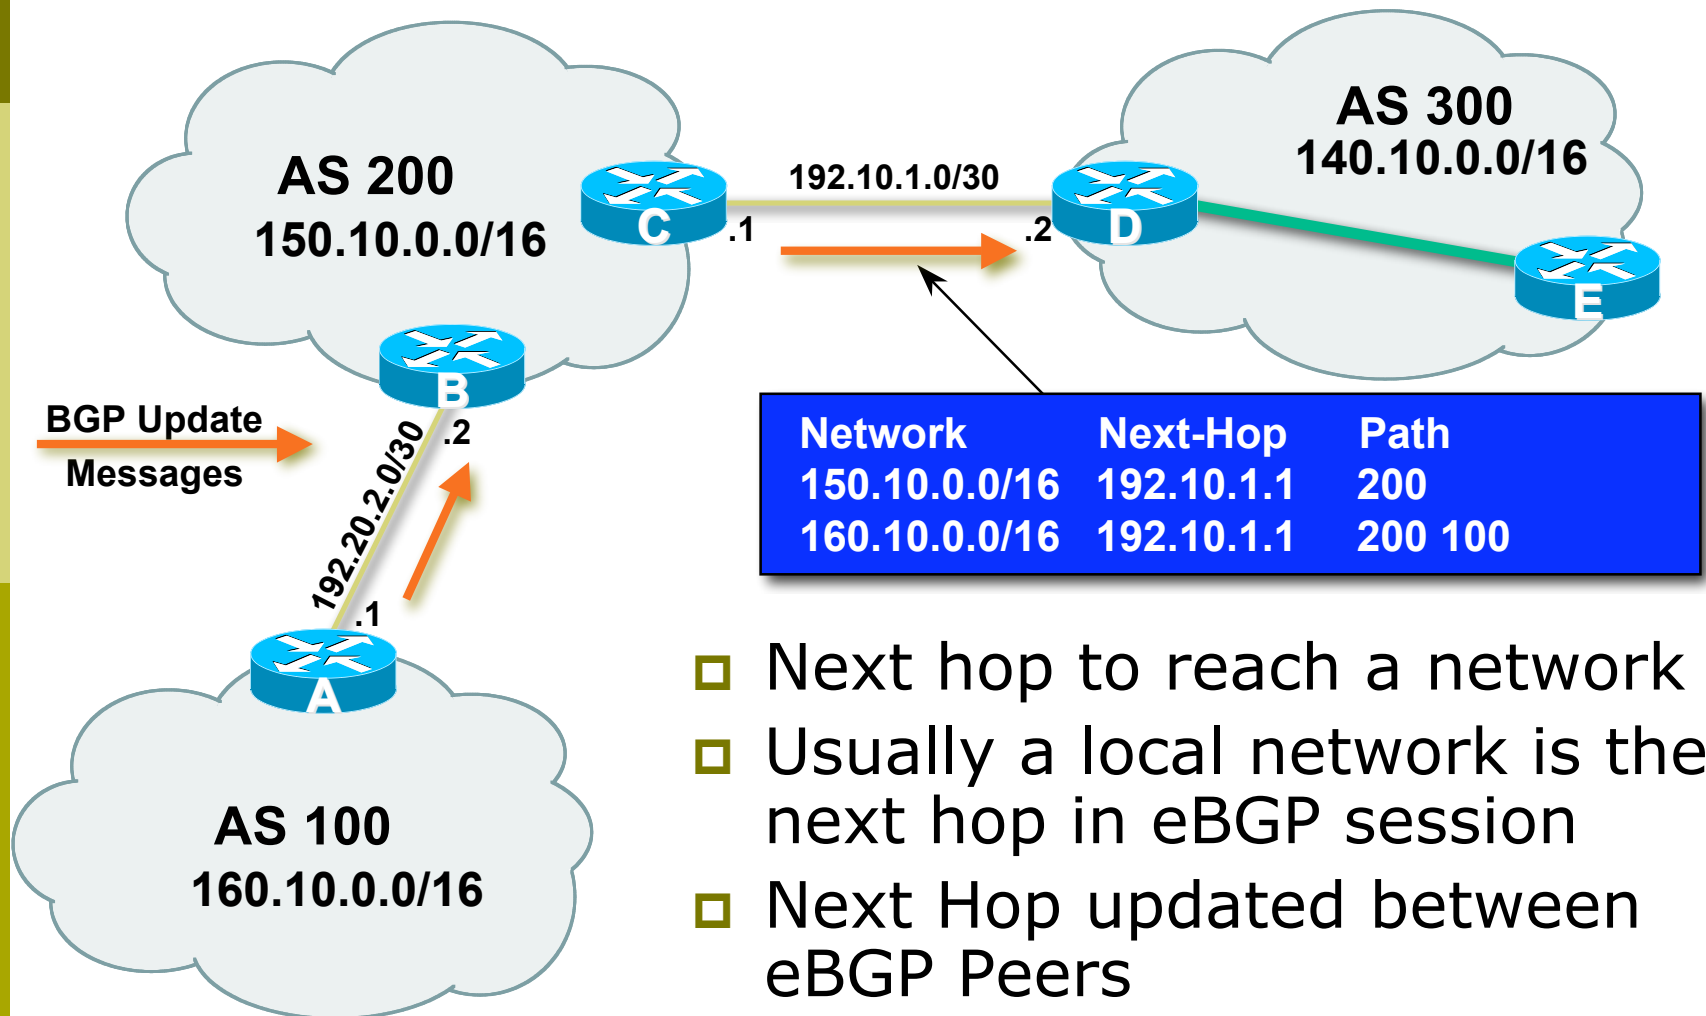 AS 200
150.10.0.0/16
C
192.10.1.0/30
.1
.2
D
AS 300
140.10.0.0/16
E
B
.2
BGP Update
Messages
192.20.2.0/30
.1
A
AS 100
160.10.0.0/16
Network Next-Hop Path
150.10.0.0/16 192.10.1.1 200
160.10.0.0/16 192.10.1.1 200 100
Next hop to reach a network
Usually a local network is the
next hop in eBGP session
Next Hop updated between
eBGP Peers